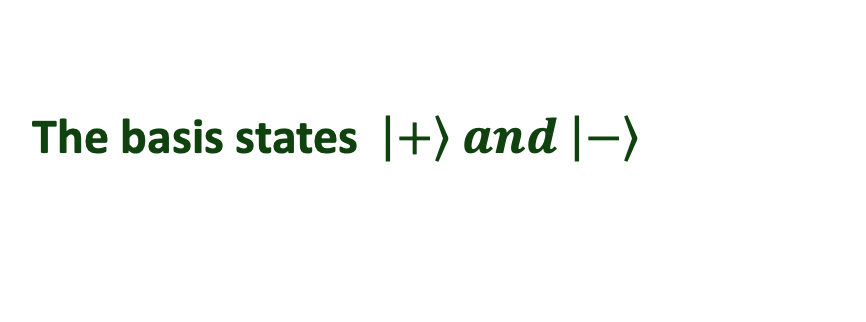 The basis states |+⟩ and |−⟩